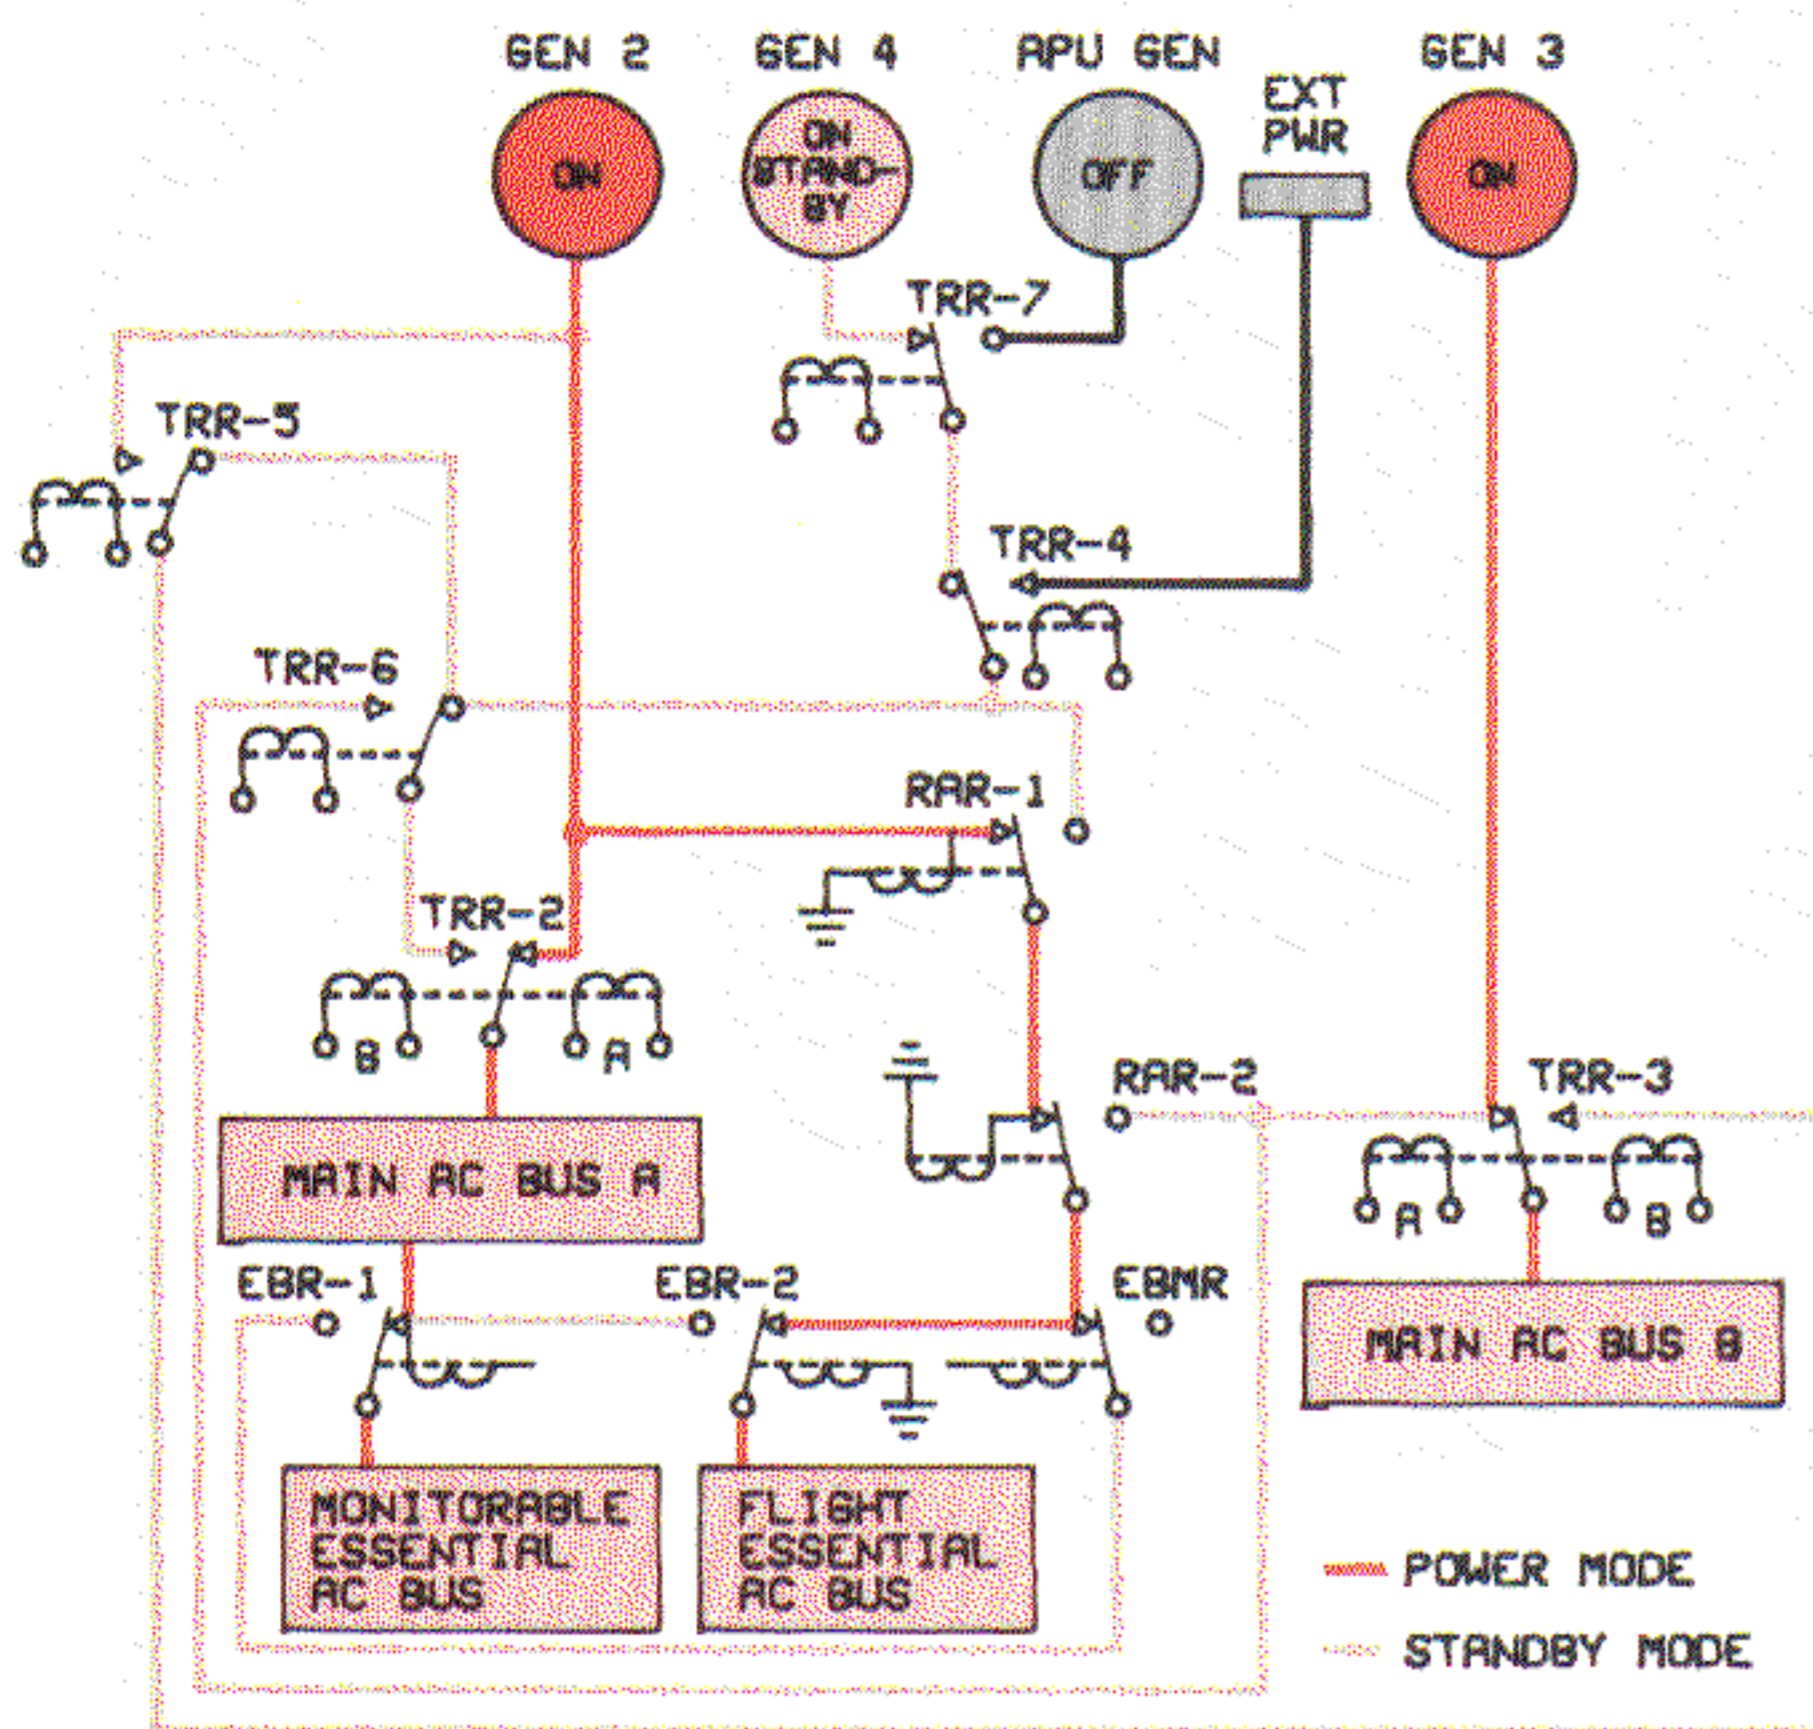 GEN 2
GEN 4
APU GEN
GEN 3
EXT
PWR
ON
ON
STAND-
BY
OFF
ON
TRR-7
TRR-5
TRR-4
TRR-6
RAR-1
TRR-2
B
A
RAR-2
TRR-3
MAIN AC BUS A
A
B
EBR-1
EBR-2
EBMR
MAIN AC BUS B
MONITORABLE
ESSENTIAL
AC BUS
FLIGHT
ESSENTIAL
AC BUS
POWER MODE
STANDBY MODE